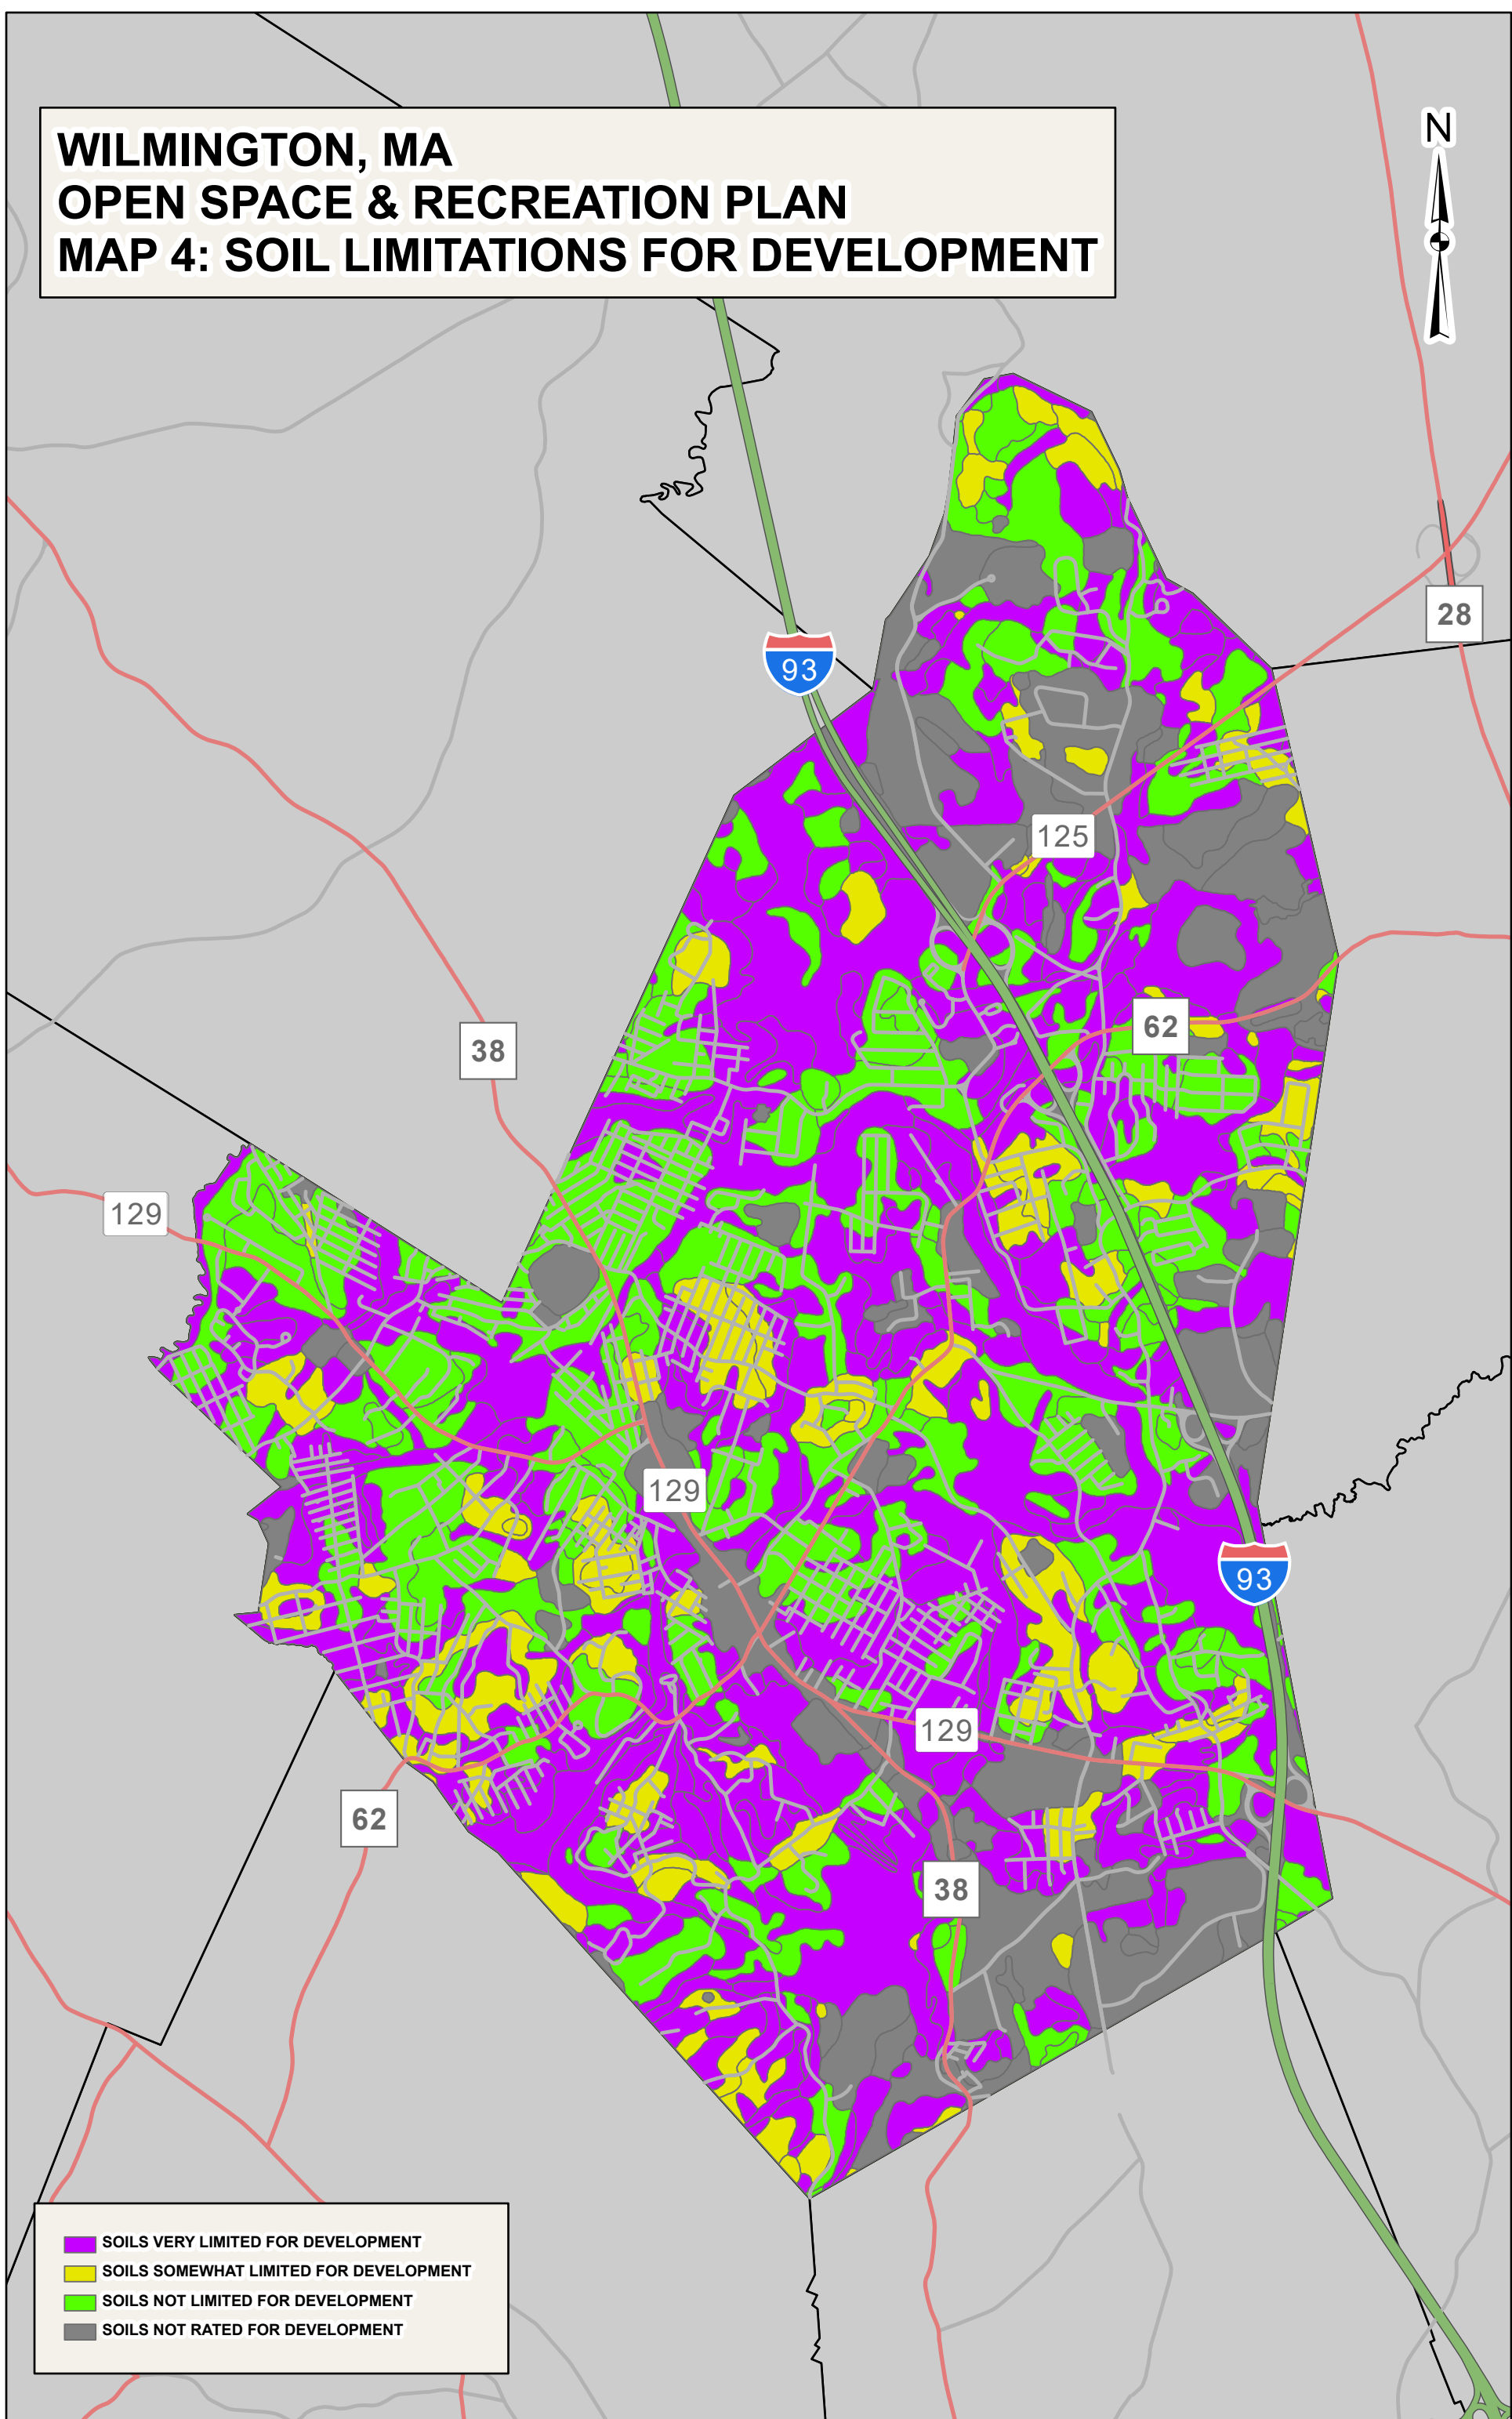 WILMINGTON, MA
OPEN SPACE & RECREATION PLAN
MAP 4: SOIL LIMITATIONS FOR DEVELOPMENT
N
28
93
125
62
38
129
129
93
129
62
38
SOILS VERY LIMITED FOR DEVELOPMENT
SOILS SOMEWHAT LIMITED FOR DEVELOPMENT
SOILS NOT LIMITED FOR DEVELOPMENT
SOILS NOT RATED FOR DEVELOPMENT